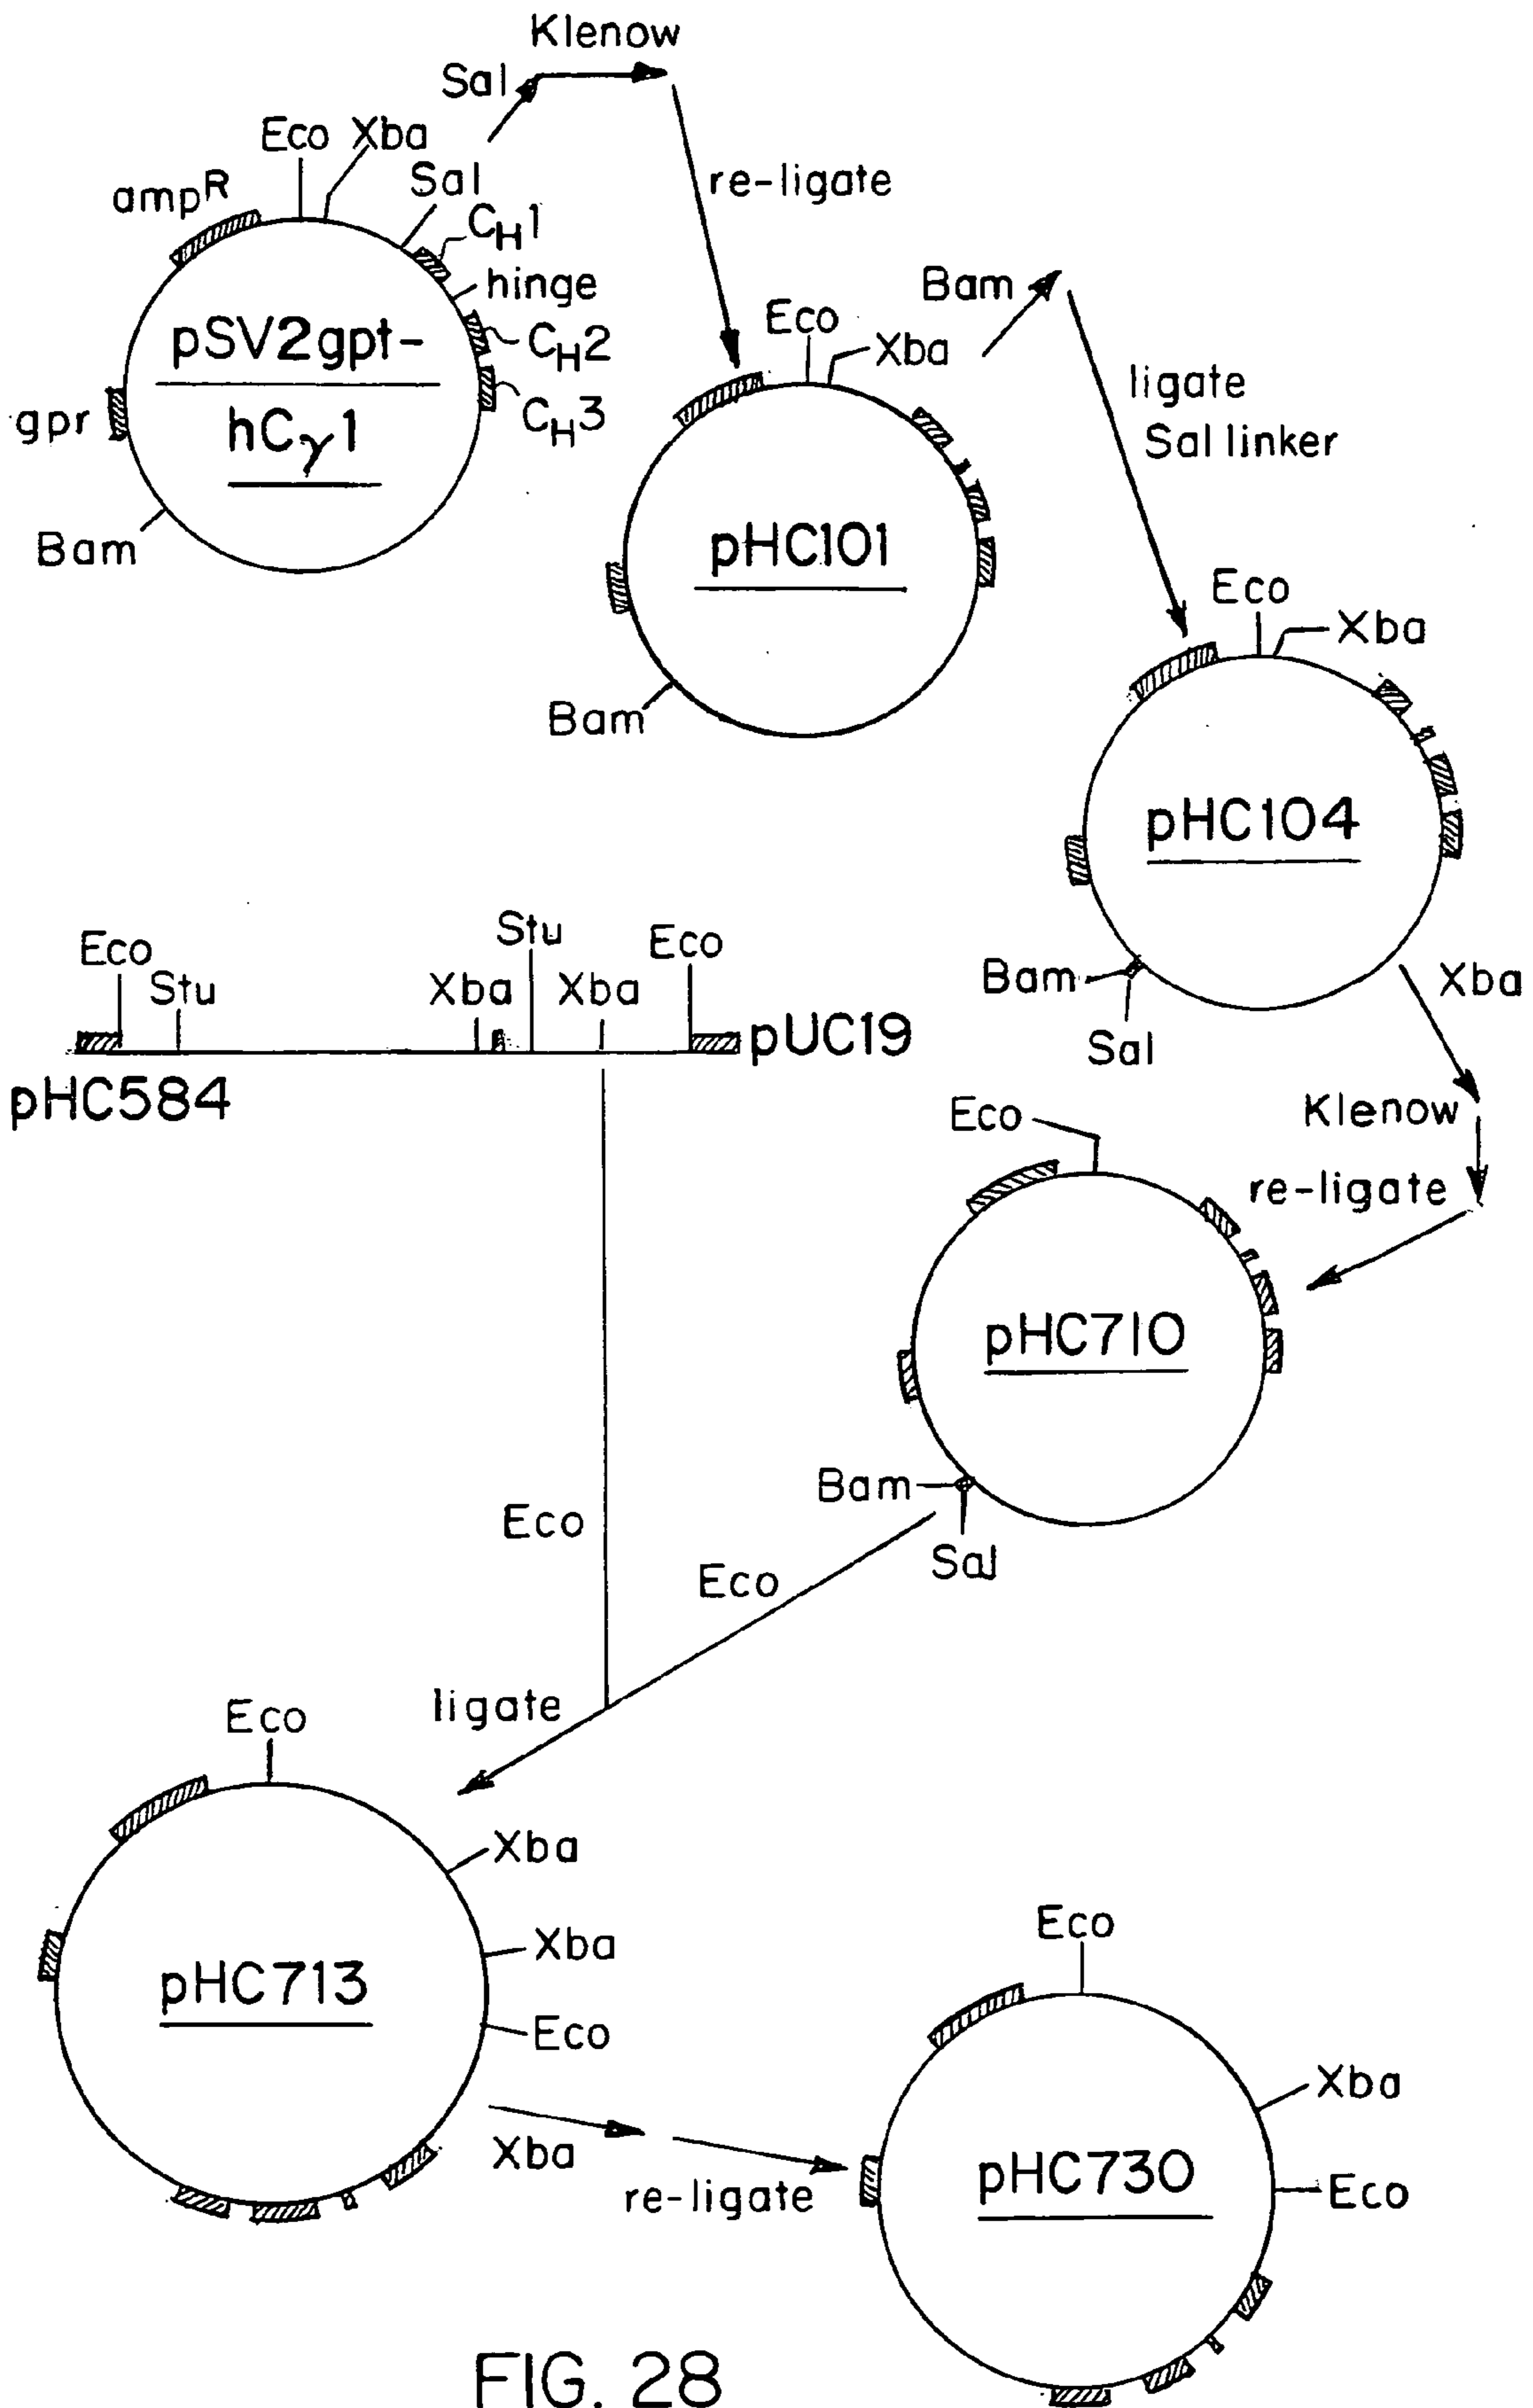 Klenow
Sal
re-ligate
Eco
Xba
Sal
ampR
CH1
hinge
CH2
CH3
gpr
pSV2gpt-
hCγ1
Bam
Eco
Xba
Bam
ligate
Sal linker
pHC101
Bam
Eco
Xba
pHC104
Bam
Sal
Xba
Klenow
re-ligate
Eco
Stu
Xba
Stu
Xba
Eco
pUC19
pHC584
Eco
pHC710
Bam
Sal
Eco
Eco
ligate
Eco
Xba
Xba
Eco
pHC713
Xba
re-ligate
Eco
Xba
Eco
pHC730
FIG. 28